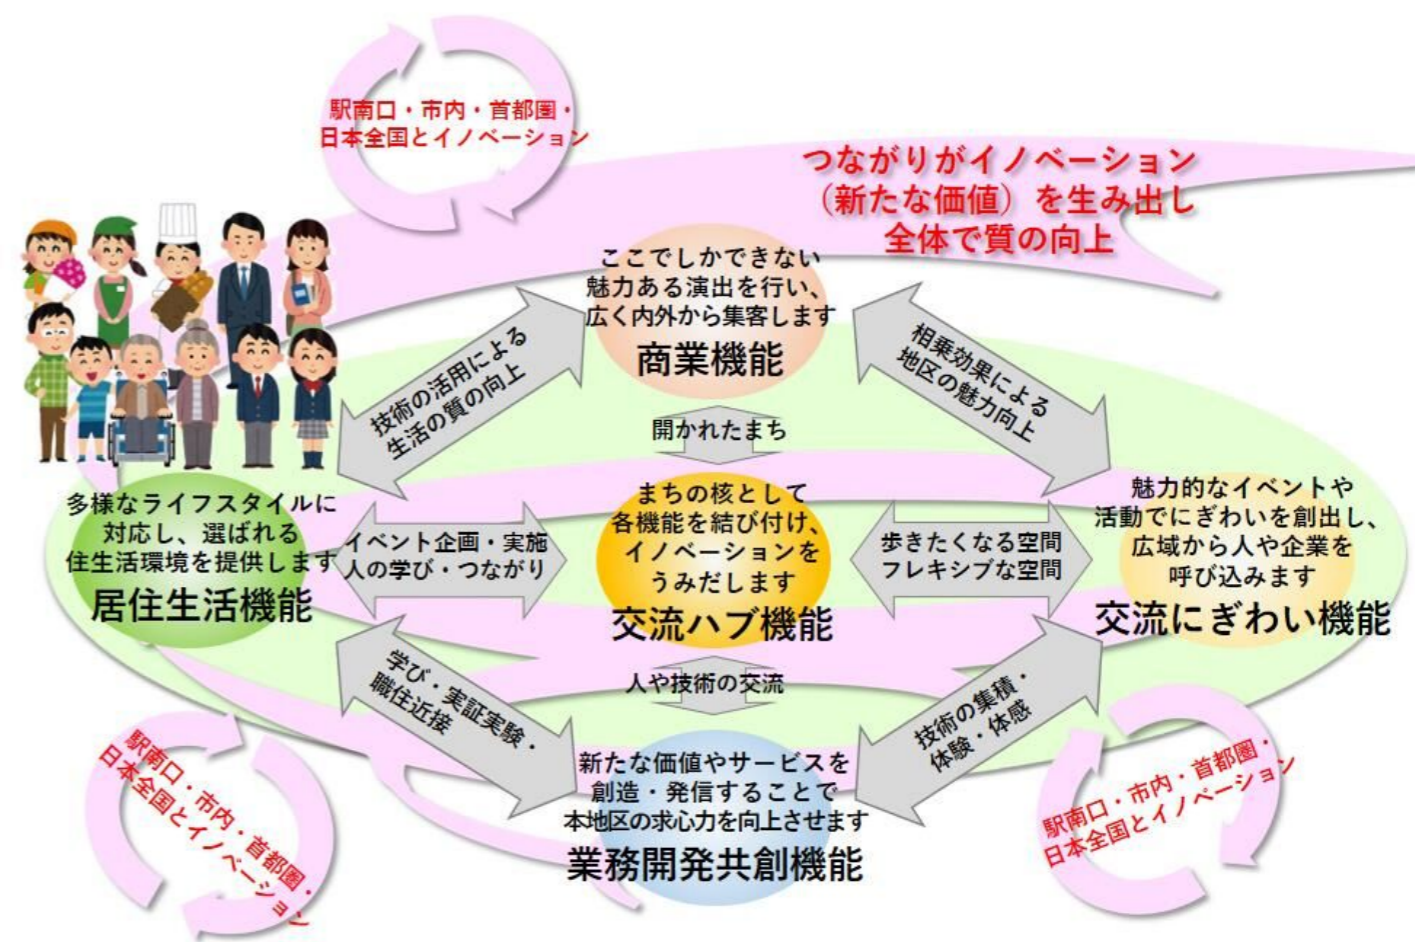 駅南口・市内・首都圏・
日本全国とイノベーション
つながりがイノベーション
（新たな価値）を生み出し
全体で質の向上
ここでしかできない
魅力ある演出を行い、
広く内外から集客します
商業機能
技術の活用による
生活の質の向上
相乗効果による
地区の魅力向上
開かれたまち
多様なライフスタイルに
対応し、選ばれる
住生活環境を提供します
居住生活機能
イベント企画・実施
人の学び・つながり
まちの核として
各機能を結び付け、
イノベーションを
うみだします
交流ハブ機能
歩きたくなる空間
フレキシブな空間
魅力的なイベントや
活動でにぎわいを創出し、
広域から人や企業を
呼び込みます
交流にぎわい機能
学び・実証実験・
職住近接
人や技術の交流
技術の集積・
体験・体感
新たな価値やサービスを
創造・発信することで
本地区の求心力を向上させます
業務開発共創機能
駅南口・市内・首都圏・
日本全国とイノベーション
駅南口・市内・首都圏・
日本全国とイノベーション